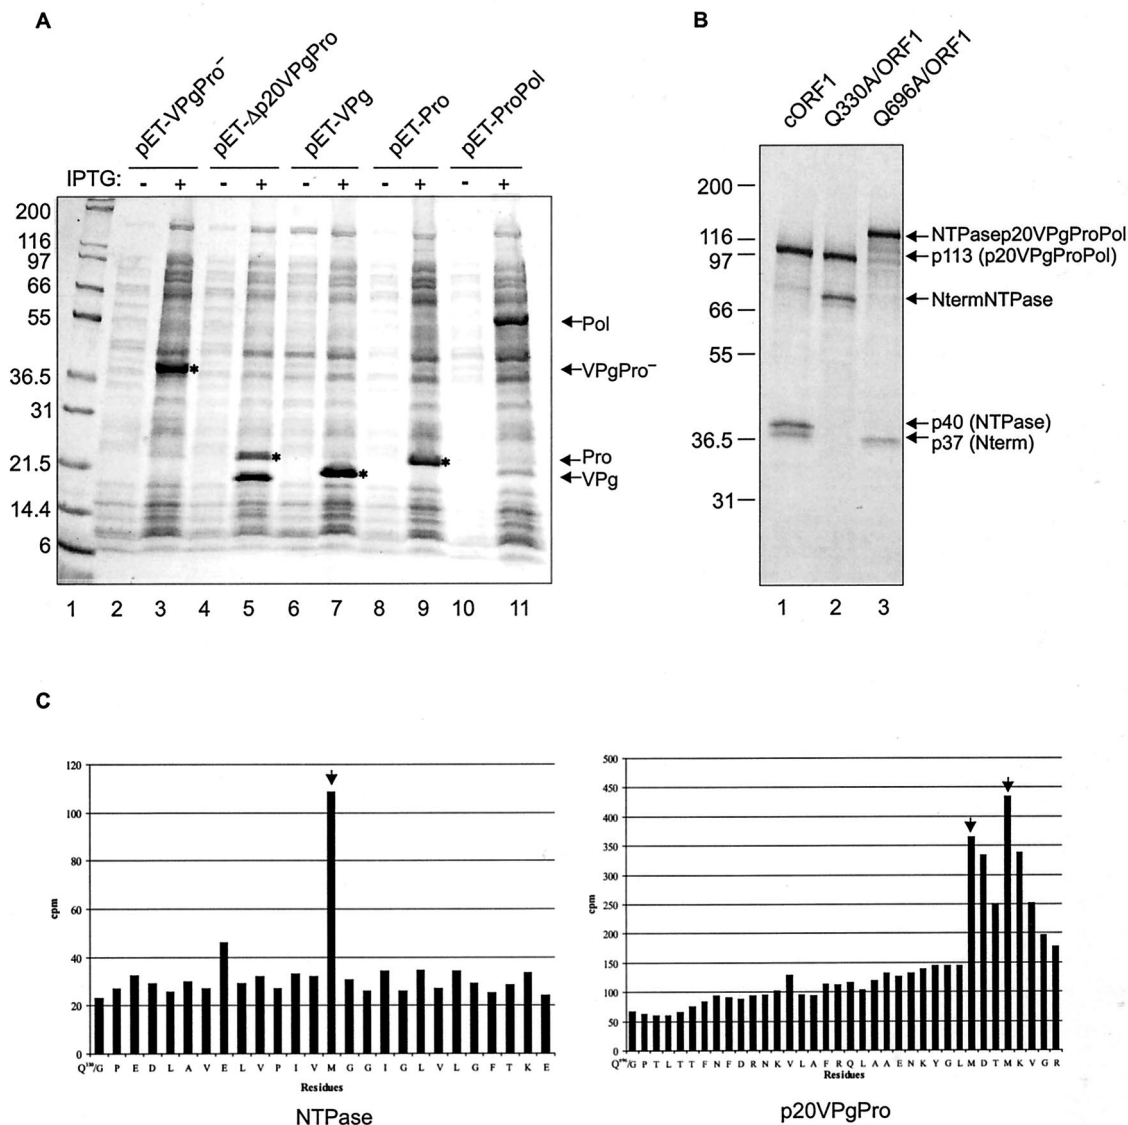 A
pET-VPgPro⁻
pET-Δp20VPgPro
pET-VPg
pET-Pro
pET-ProPol
IPTG: - + - + - + - + - +
200
116
97
66
55
36.5
31
21.5
14.4
6
*
*
*
*
Pol
VPgPro⁻
Pro
VPg
1 2 3 4 5 6 7 8 9 10 11
B
cORF1
Q330A/ORF1
Q696A/ORF1
200
116
97
66
55
36.5
31
NTPasep20VPgProPol
p113 (p20VPgProPol)
NtermNTPase
p40 (NTPase)
p37 (Nterm)
1 2 3
C
120
100
80
60
40
20
0
cpm
Q³³⁰/G P E D L A V E L V P I V M G G I G L V L G F T K E
Residues
NTPase
500
450
400
350
300
250
200
150
100
50
0
cpm
Q⁶⁹⁶/G P T L T T F N F D R N K V L A F R Q L A A E N K Y G L M D T M K V G R
Residues
p20VPgPro